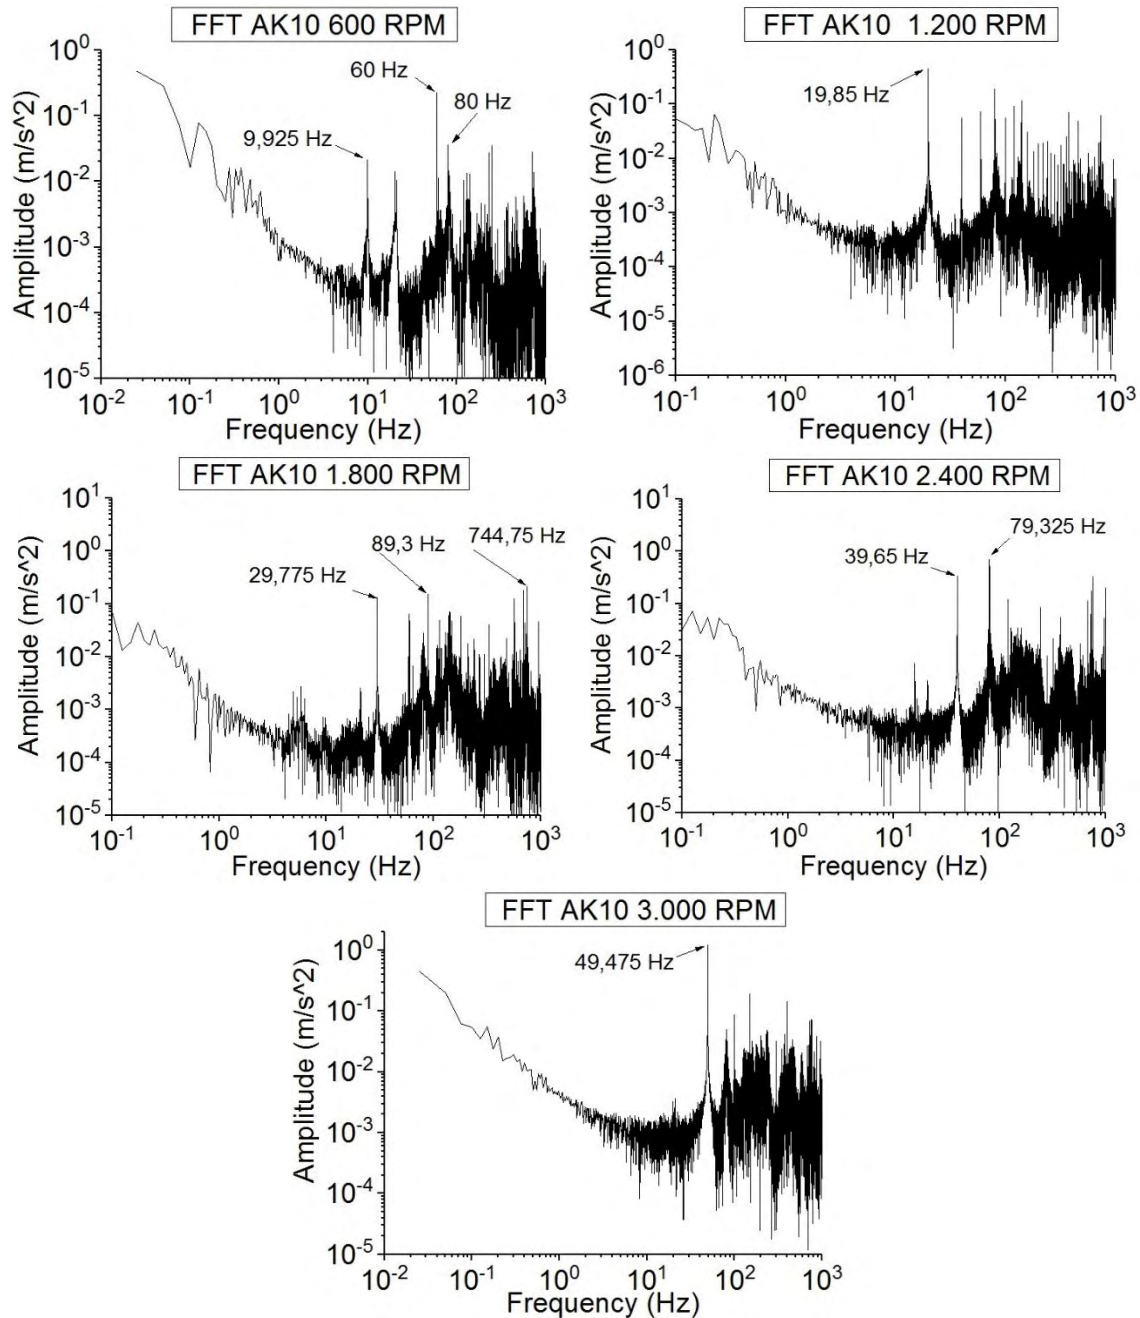 FFT AK10 600 RPM
10^0
10^-1
10^-2
10^-3
10^-4
10^-5
Amplitude (m/s^2)
60 Hz
80 Hz
9,925 Hz
10^-2 10^-1 10^0 10^1 10^2 10^3
Frequency (Hz)
FFT AK10 1.200 RPM
10^0
10^-1
10^-2
10^-3
10^-4
10^-5
10^-6
Amplitude (m/s^2)
19,85 Hz
10^-1 10^0 10^1 10^2 10^3
Frequency (Hz)
FFT AK10 1.800 RPM
10^1
10^0
10^-1
10^-2
10^-3
10^-4
10^-5
Amplitude (m/s^2)
744,75 Hz
89,3 Hz
29,775 Hz
10^-1 10^0 10^1 10^2 10^3
Frequency (Hz)
FFT AK10 2.400 RPM
10^1
10^0
10^-1
10^-2
10^-3
10^-4
10^-5
Amplitude (m/s^2)
79,325 Hz
39,65 Hz
10^-1 10^0 10^1 10^2 10^3
Frequency (Hz)
FFT AK10 3.000 RPM
10^0
10^-1
10^-2
10^-3
10^-4
10^-5
Amplitude (m/s^2)
49,475 Hz
10^-2 10^-1 10^0 10^1 10^2 10^3
Frequency (Hz)